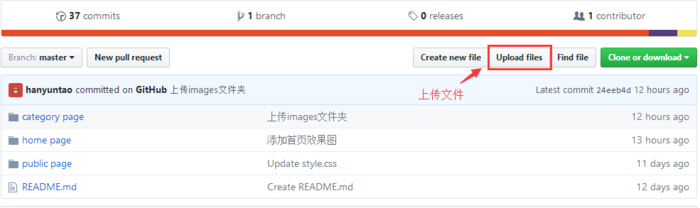 37 commits 1 branch 0 releases 1 contributor
Branch: master New pull request Create new file Upload files Find file Clone or download
上传文件
hanyuntao committed on GitHub 上传images文件夹 Latest commit 24eeb4d 12 hours ago
category page 上传images文件夹 12 hours ago
home page 添加首页效果图 13 hours ago
public page Update style.css 11 days ago
README.md Create README.md 12 days ago